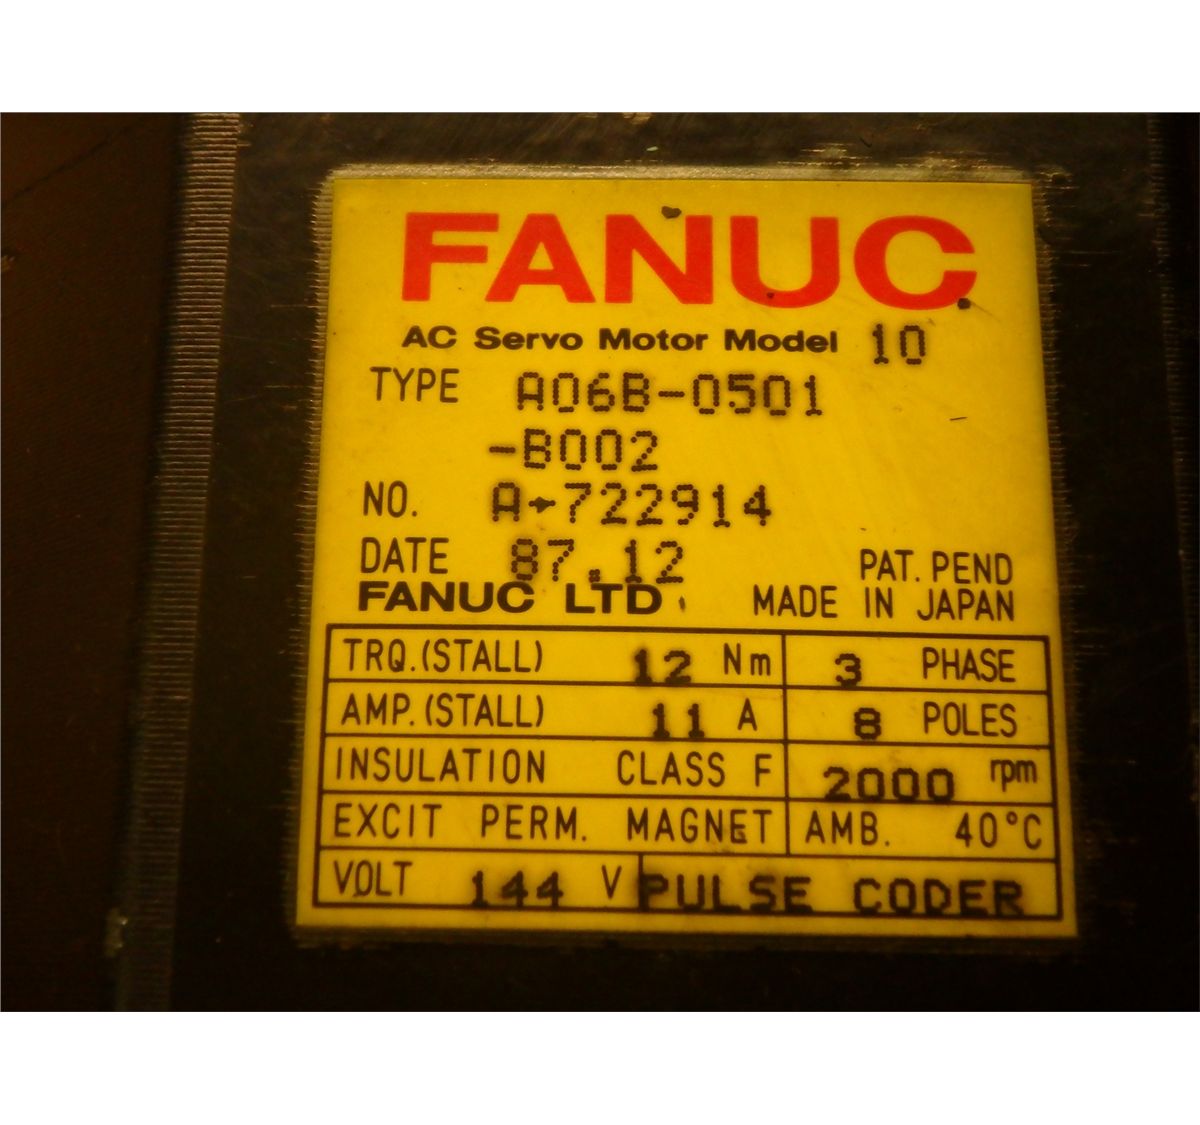 FANUC
AC Servo Motor Model 10
TYPE A06B-0501
-B002
NO. A→722914
DATE 87.12
FANUC LTD PAT. PEND
MADE IN JAPAN
TRQ.(STALL) 12 Nm 3 PHASE
AMP.(STALL) 11 A 8 POLES
INSULATION CLASS F 2000 rpm
EXCIT PERM. MAGNET AMB. 40°C
VOLT 144 V PULSE CODER